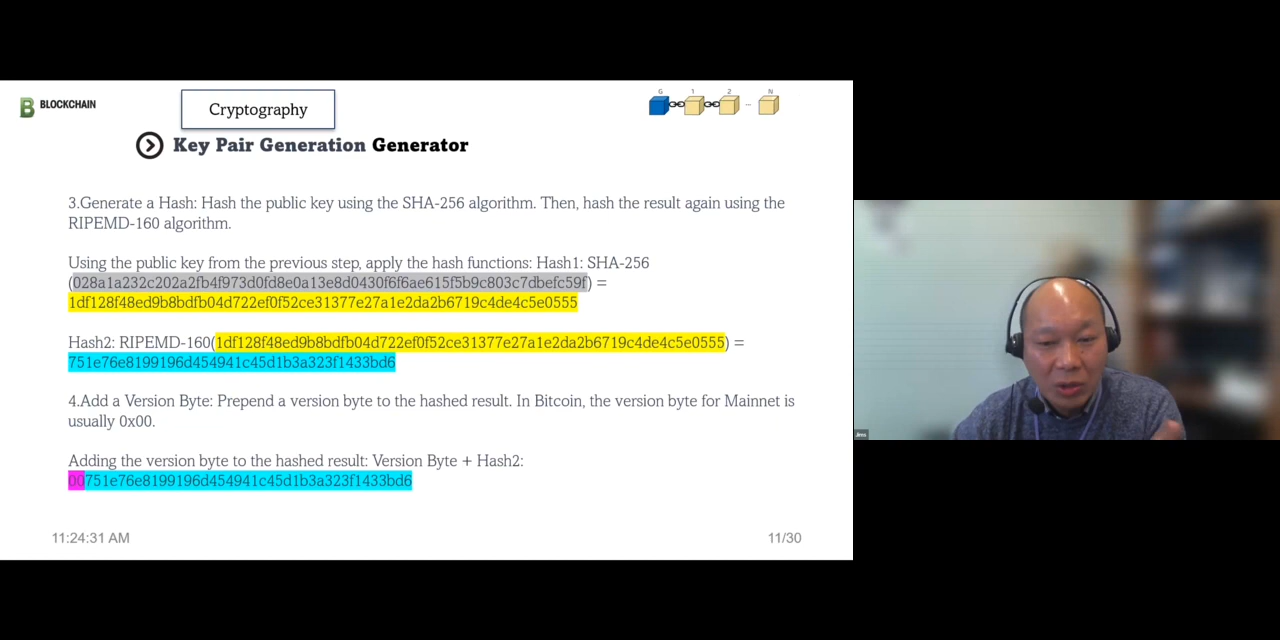 BLOCKCHAIN
Cryptography
G 1 2 ... N
Key Pair Generation Generator
3.Generate a Hash: Hash the public key using the SHA-256 algorithm. Then, hash the result again using the
RIPEMD-160 algorithm.
Using the public key from the previous step, apply the hash functions: Hash1: SHA-256
(028a1a232c202a2fb4f973d0fd8e0a13e8d0430f6f6ae615f5b9c803c7dbefc59f) =
1df128f48ed9b8bdfb04d722ef0f52ce31377e27a1e2da2b6719c4de4c5e0555
Hash2: RIPEMD-160(1df128f48ed9b8bdfb04d722ef0f52ce31377e27a1e2da2b6719c4de4c5e0555) =
751e76e8199196d454941c45d1b3a323f1433bd6
4.Add a Version Byte: Prepend a version byte to the hashed result. In Bitcoin, the version byte for Mainnet is
usually 0x00.
Adding the version byte to the hashed result: Version Byte + Hash2:
00751e76e8199196d454941c45d1b3a323f1433bd6
11:24:31 AM
11/30